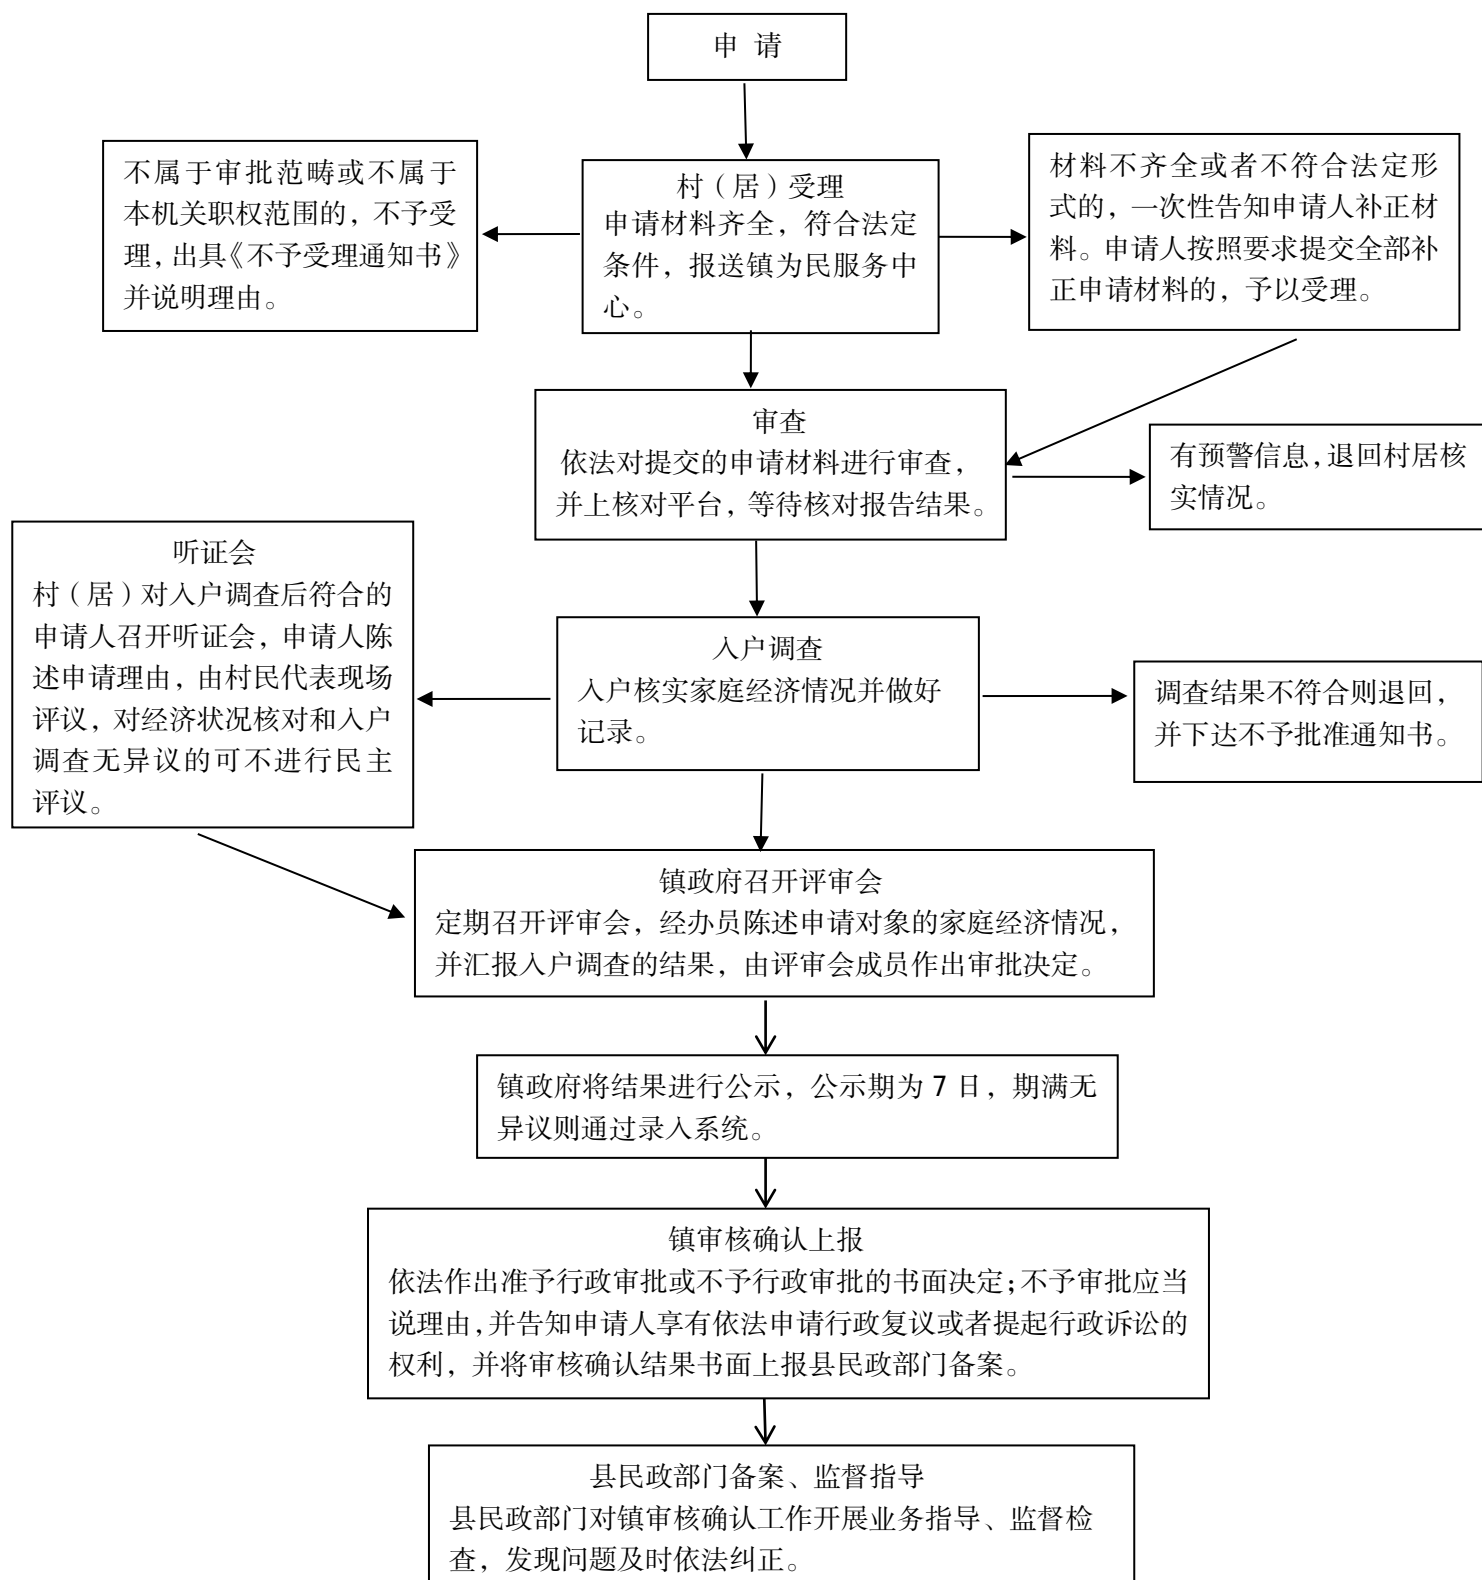 申 请
不属于审批范畴或不属于
本机关职权范围的，不予受
理，出具《不予受理通知书》
并说明理由。
村（居）受理
申请材料齐全，符合法定
条件，报送镇为民服务中
心。
材料不齐全或者不符合法定形
式的，一次性告知申请人补正材
料。申请人按照要求提交全部补
正申请材料的，予以受理。
审查
依法对提交的申请材料进行审查，
并上核对平台，等待核对报告结果。
有预警信息，退回村居核
实情况。
听证会
村（居）对入户调查后符合的
申请人召开听证会，申请人陈
述申请理由，由村民代表现场
评议，对经济状况核对和入户
调查无异议的可不进行民主
评议。
入户调查
入户核实家庭经济情况并做好
记录。
调查结果不符合则退回，
并下达不予批准通知书。
镇政府召开评审会
定期召开评审会，经办员陈述申请对象的家庭经济情况，
并汇报入户调查的结果，由评审会成员作出审批决定。
镇政府将结果进行公示，公示期为 7 日，期满无
异议则通过录入系统。
镇审核确认上报
依法作出准予行政审批或不予行政审批的书面决定；不予审批应当
说理由，并告知申请人享有依法申请行政复议或者提起行政诉讼的
权利，并将审核确认结果书面上报县民政部门备案。
县民政部门备案、监督指导
县民政部门对镇审核确认工作开展业务指导、监督检
查，发现问题及时依法纠正。